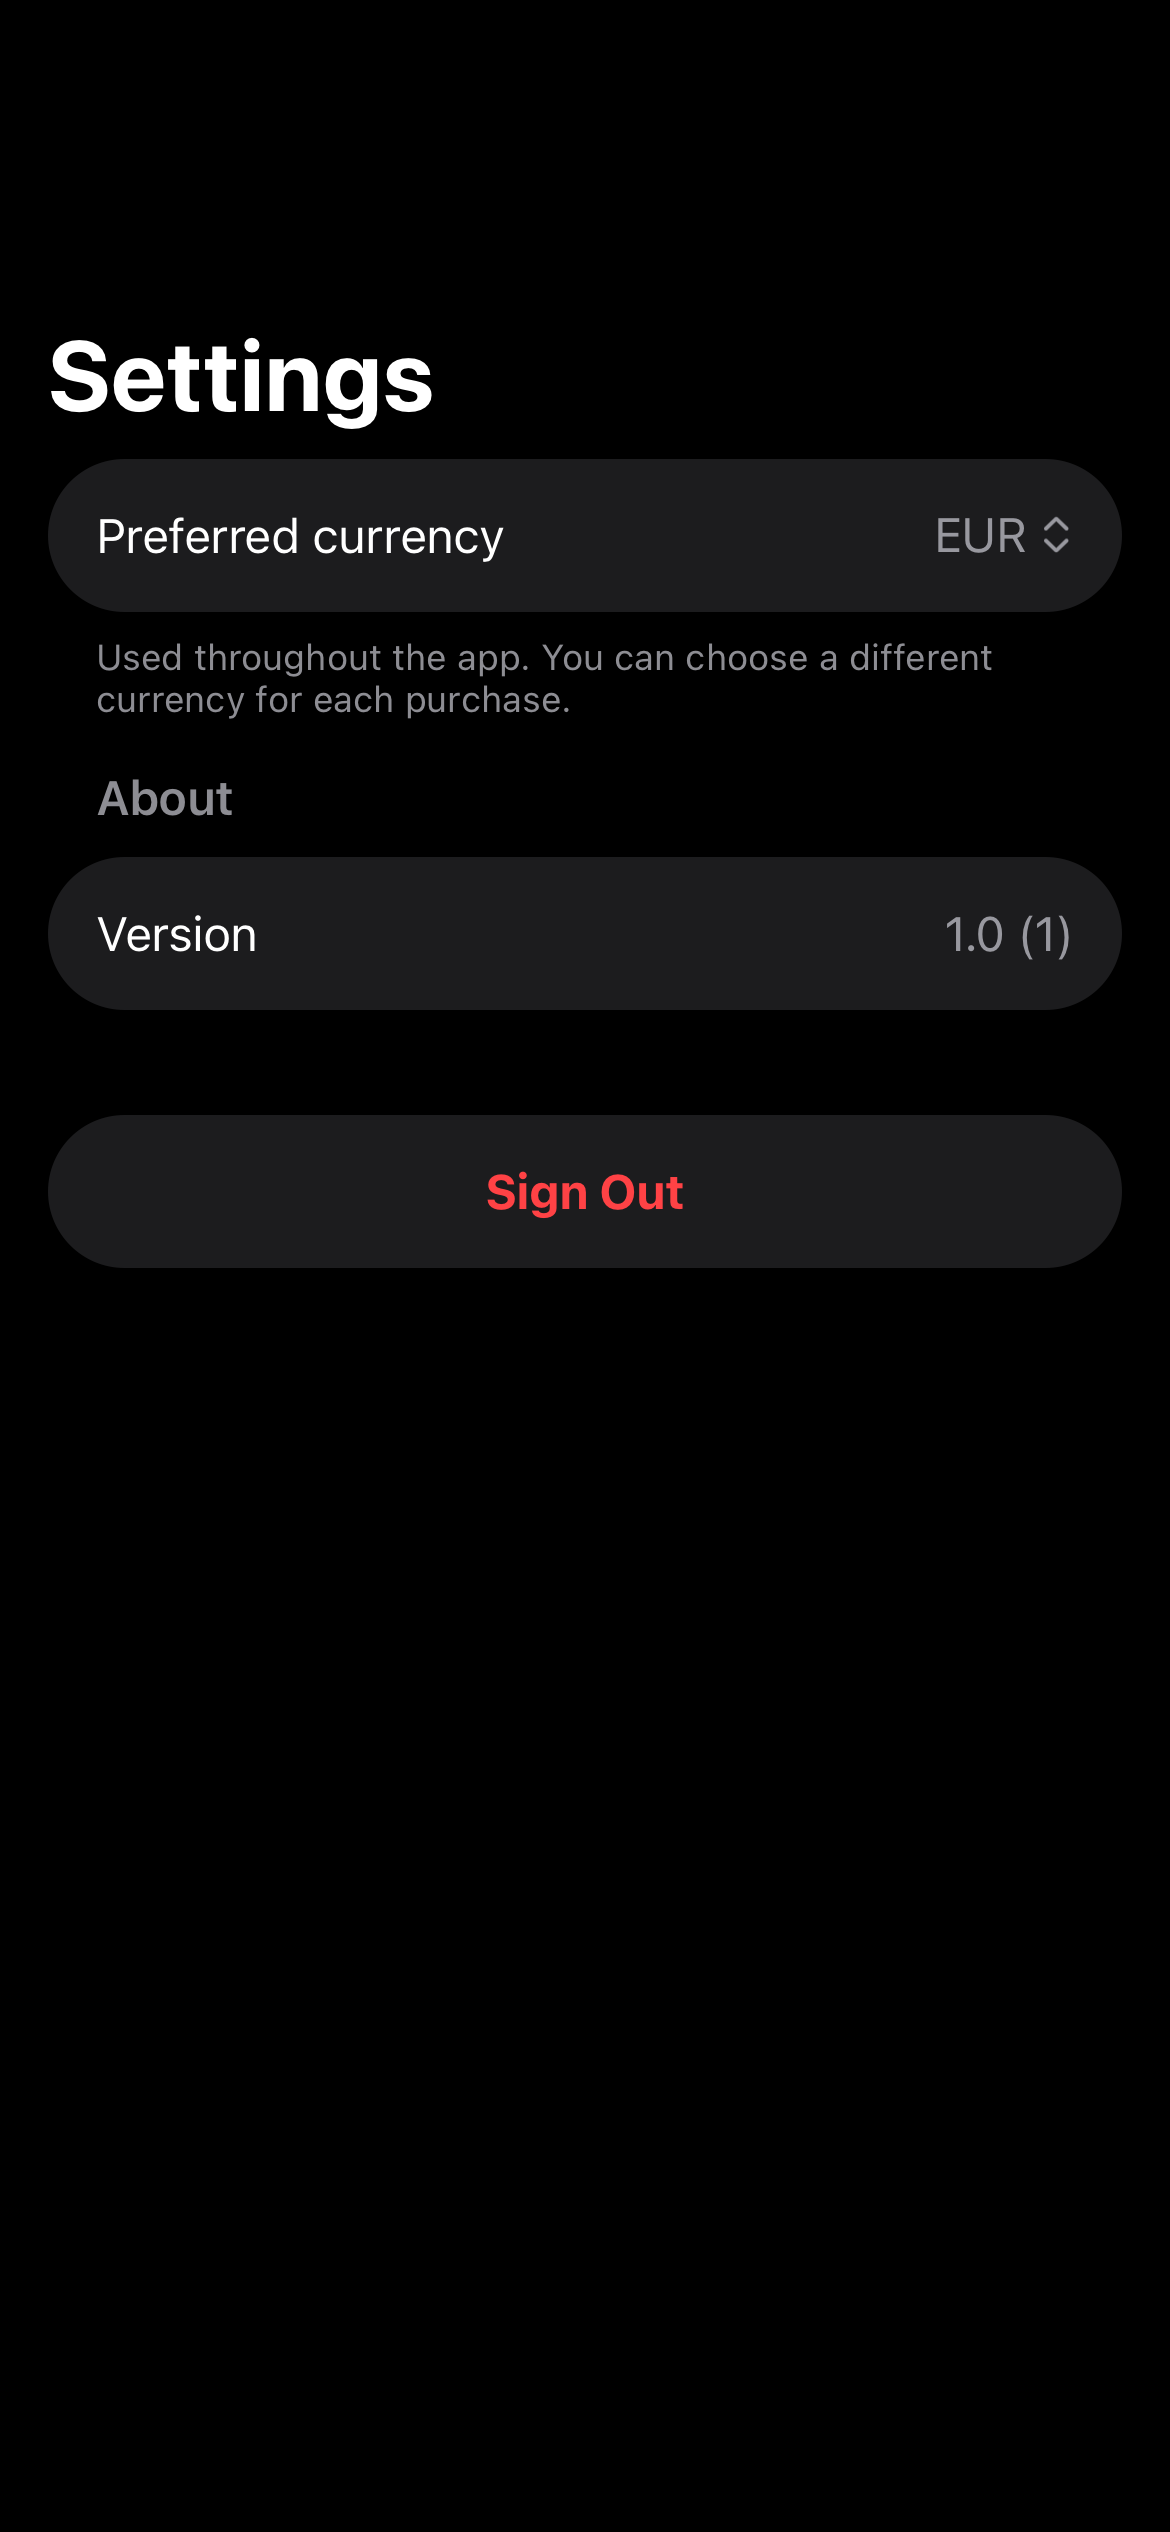 Settings
Preferred currency EUR
Used throughout the app. You can choose a different
currency for each purchase.
About
Version 1.0 (1)
Sign Out